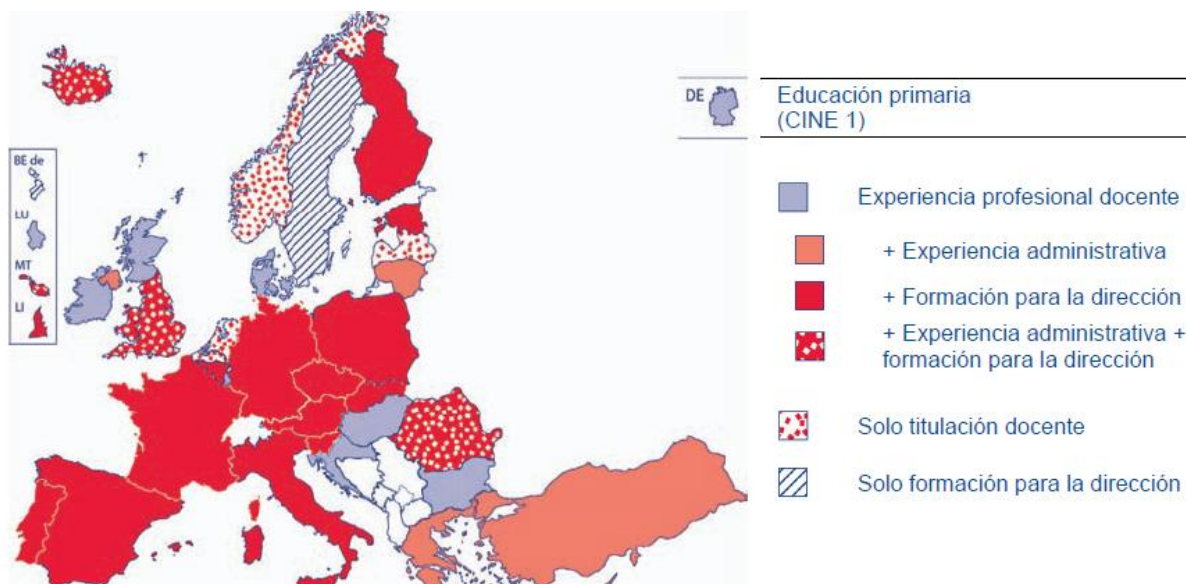 BE de
LU
MT
LI
DE
Educación primaria
(CINE 1)
Experiencia profesional docente
+ Experiencia administrativa
+ Formación para la dirección
+ Experiencia administrativa +
formación para la dirección
Solo titulación docente
Solo formación para la dirección